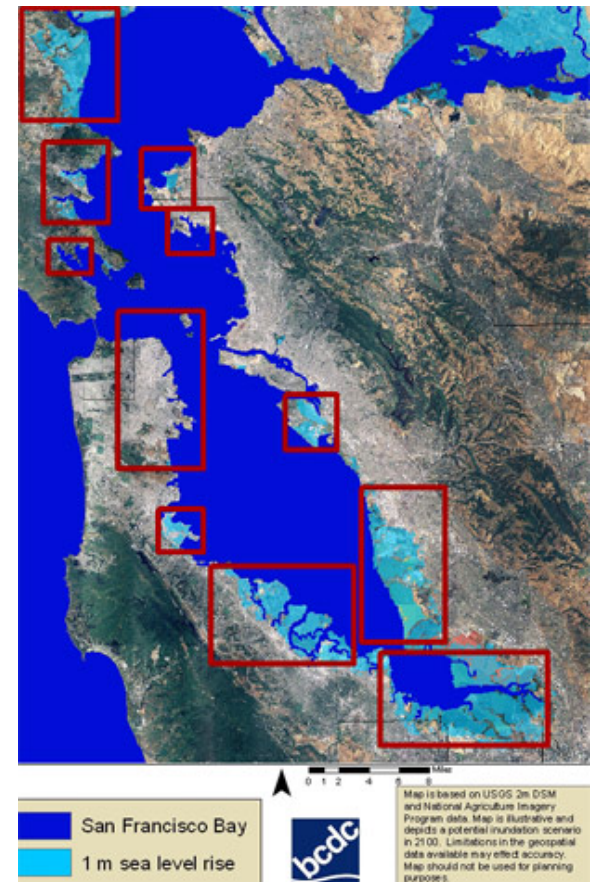 0 1 2 4 6 8
Miles
San Francisco Bay
1 m sea level rise
bcdc
Map is based on USGS 2m DSM
and National Agriculture Imagery
Program data. Map is illustrative and
depicts a potential inundation scenario
in 2100. Limitations in the geospatial
data available may effect accuracy.
Map should not be used for planning
purposes.